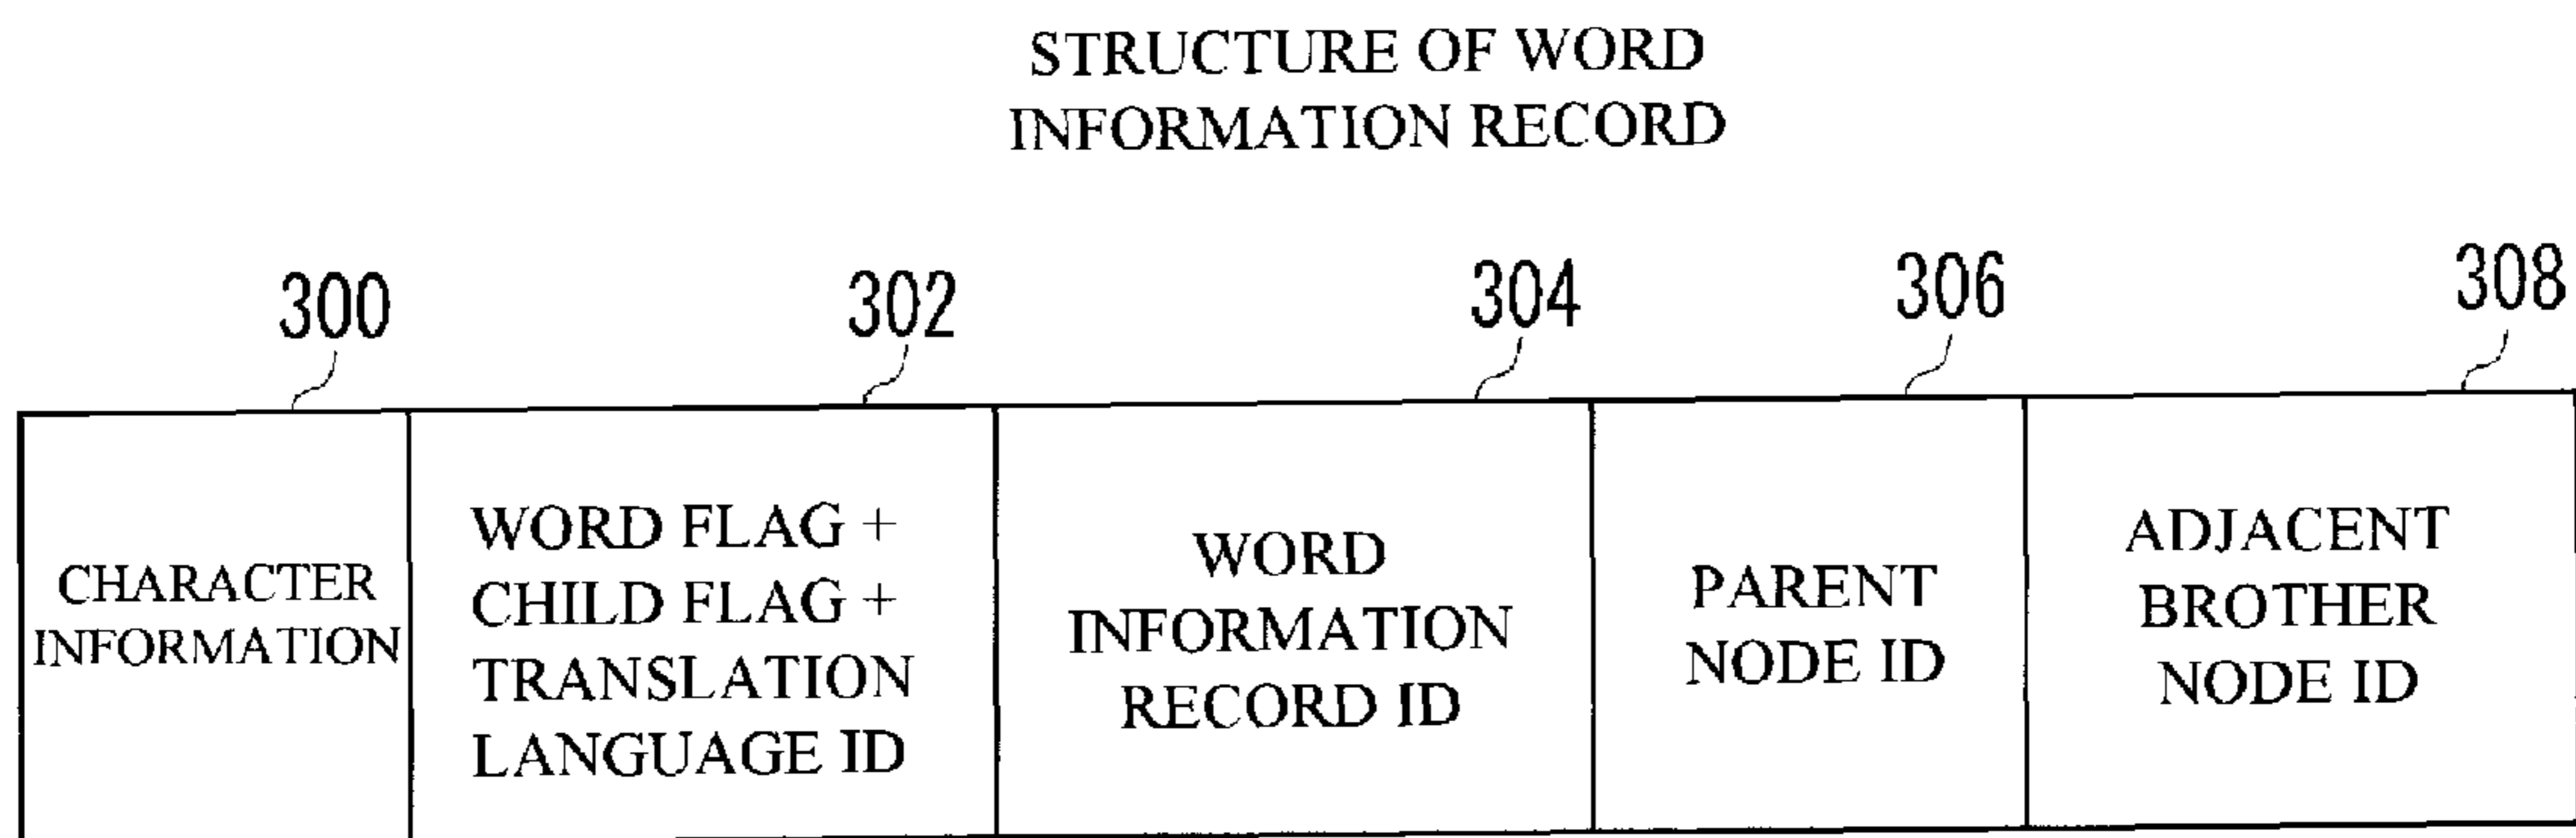 STRUCTURE OF WORD
INFORMATION RECORD
300
302
304
306
308
CHARACTER
INFORMATION
WORD FLAG +
CHILD FLAG +
TRANSLATION
LANGUAGE ID
WORD
INFORMATION
RECORD ID
PARENT
NODE ID
ADJACENT
BROTHER
NODE ID